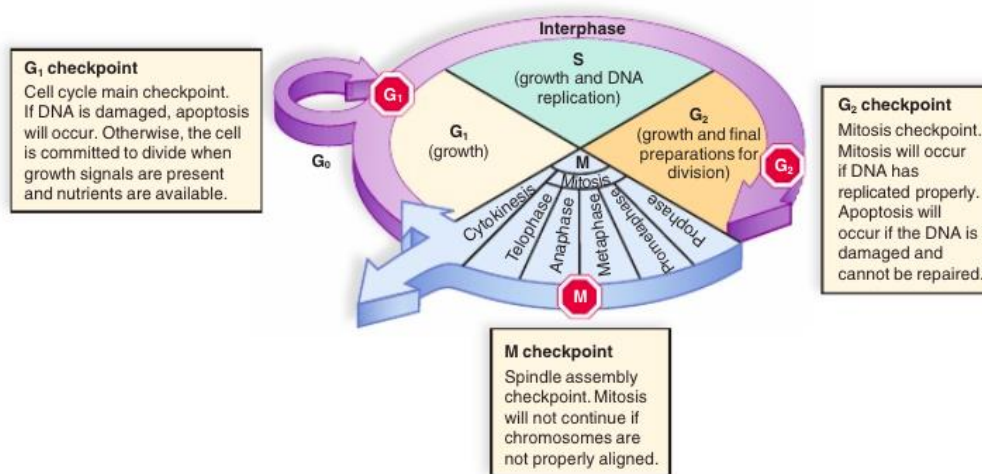 Interphase
G₁ checkpoint
Cell cycle main checkpoint.
If DNA is damaged, apoptosis
will occur. Otherwise, the cell
is committed to divide when
growth signals are present
and nutrients are available.
G₁
G₀
S
(growth and DNA
replication)
G₁
(growth)
G₂
(growth and final
preparations for
division)
G₂
M
Mitosis
Cytokinesis
Telophase
Anaphase
Metaphase
Prometaphase
Prophase
M
G₂ checkpoint
Mitosis checkpoint.
Mitosis will occur
if DNA has
replicated properly.
Apoptosis will
occur if the DNA is
damaged and
cannot be repaired.
M checkpoint
Spindle assembly
checkpoint. Mitosis
will not continue if
chromosomes are
not properly aligned.